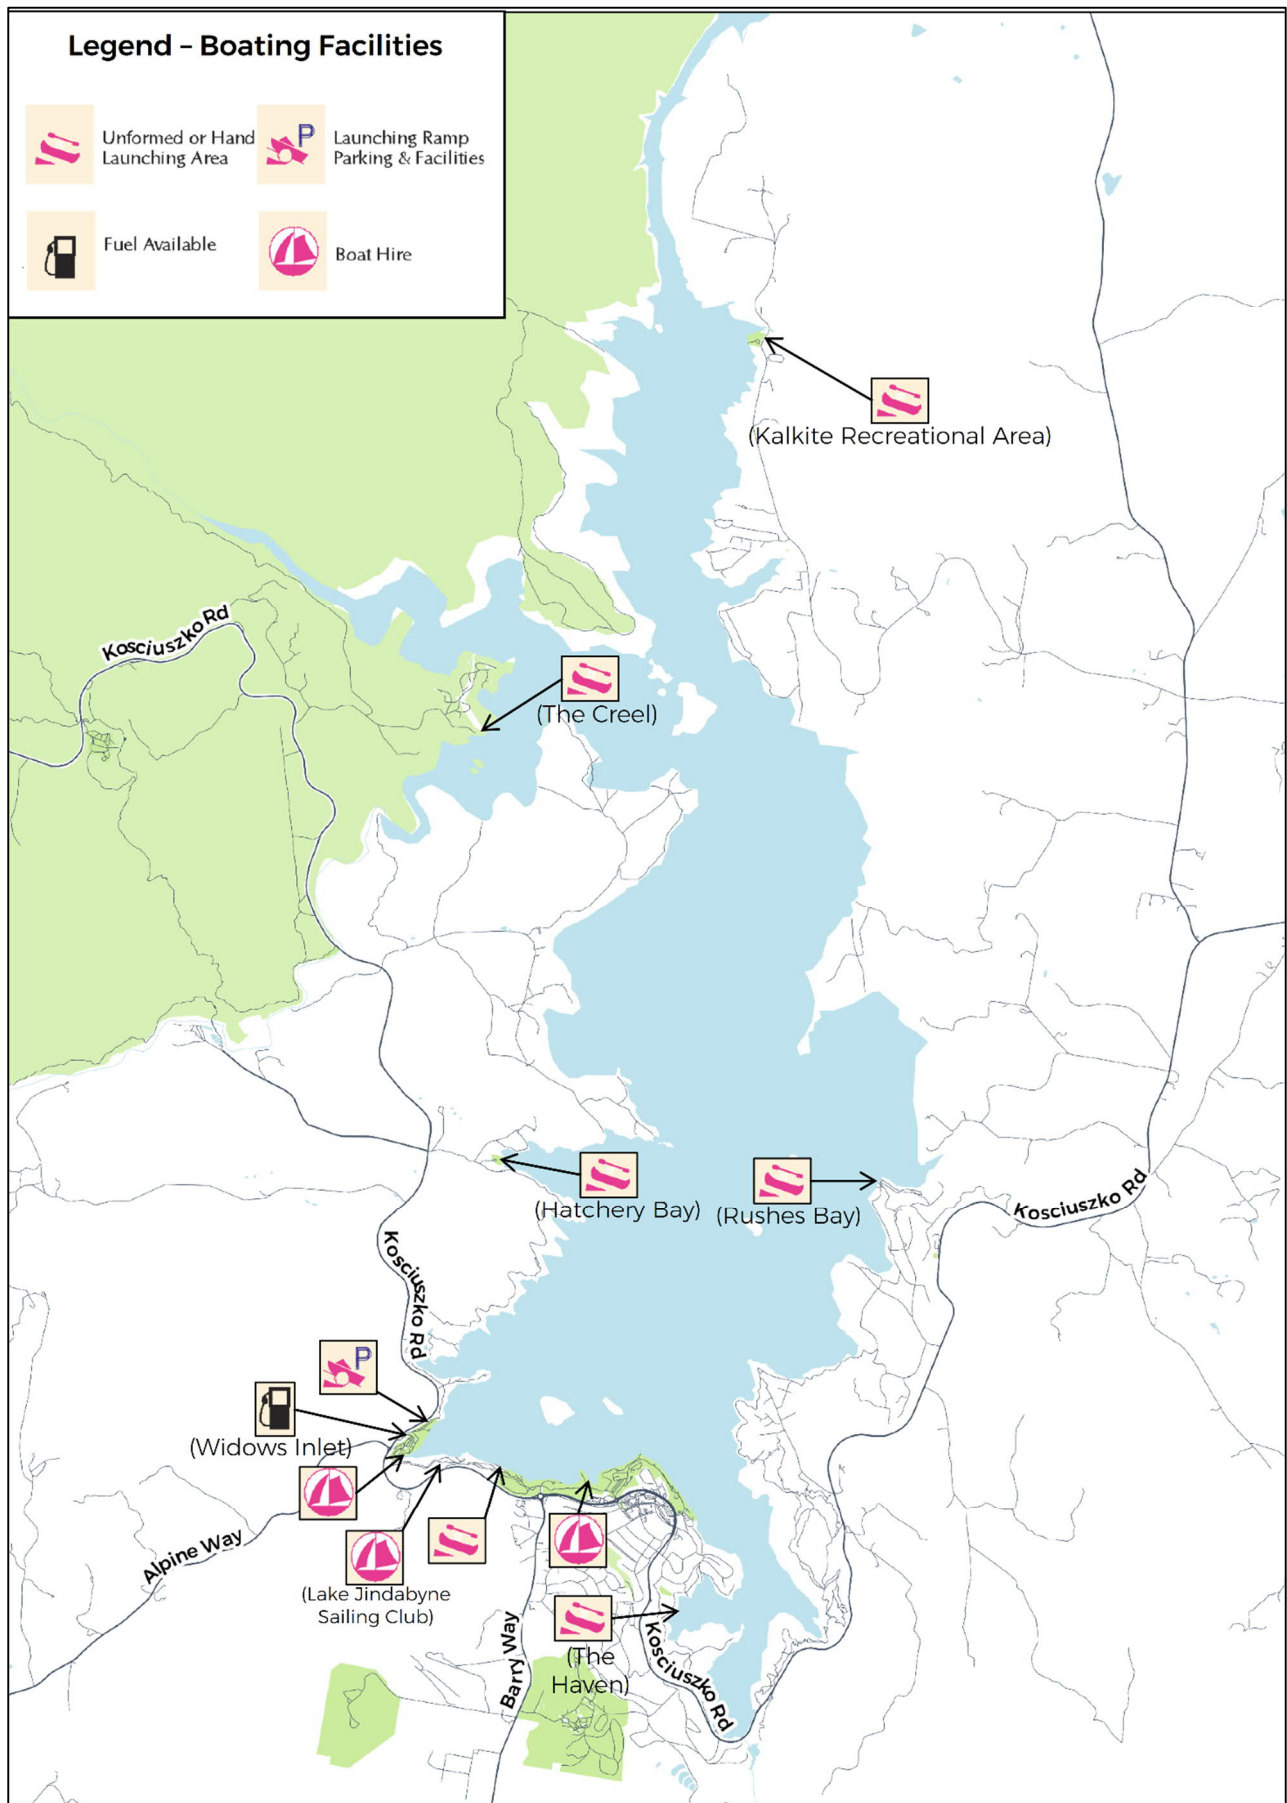 Legend – Boating Facilities
Unformed or Hand
Launching Area
P
Launching Ramp
Parking & Facilities
Fuel Available
Boat Hire
(Kalkite Recreational Area)
Kosciuszko Rd
(The Creel)
(Hatchery Bay)
(Rushes Bay)
Kosciuszko Rd
Kosciuszko Rd
P
(Widows Inlet)
Alpine Way
(Lake Jindabyne
Sailing Club)
Barry Way
(The
Haven)
Kosciuszko Rd